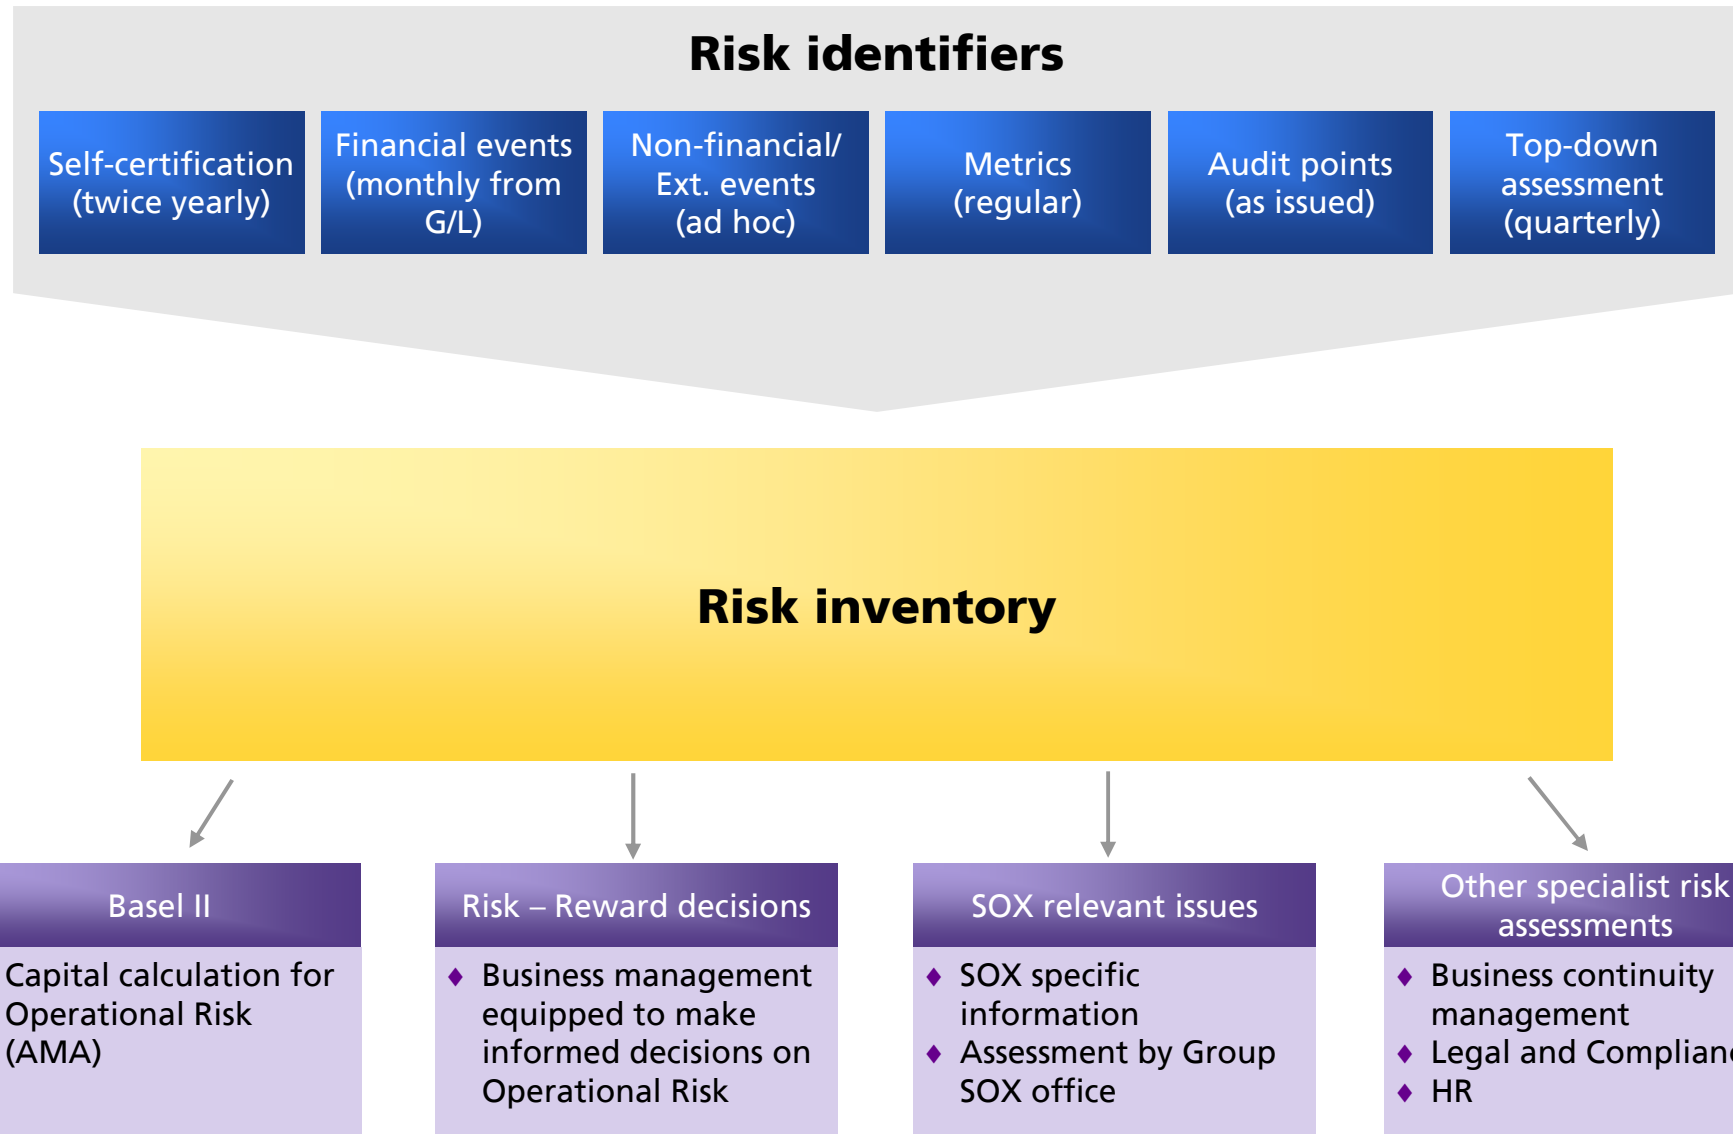 Risk identifiers
Self-certification
(twice yearly)
Financial events
(monthly from
G/L)
Non-financial/
Ext. events
(ad hoc)
Metrics
(regular)
Audit points
(as issued)
Top-down
assessment
(quarterly)
Risk inventory
Basel II
Capital calculation for
Operational Risk
(AMA)
Risk – Reward decisions
♦ Business management
equipped to make
informed decisions on
Operational Risk
SOX relevant issues
♦ SOX specific
information
♦ Assessment by Group
SOX office
Other specialist risk
assessments
♦ Business continuity
management
♦ Legal and Complian
♦ HR